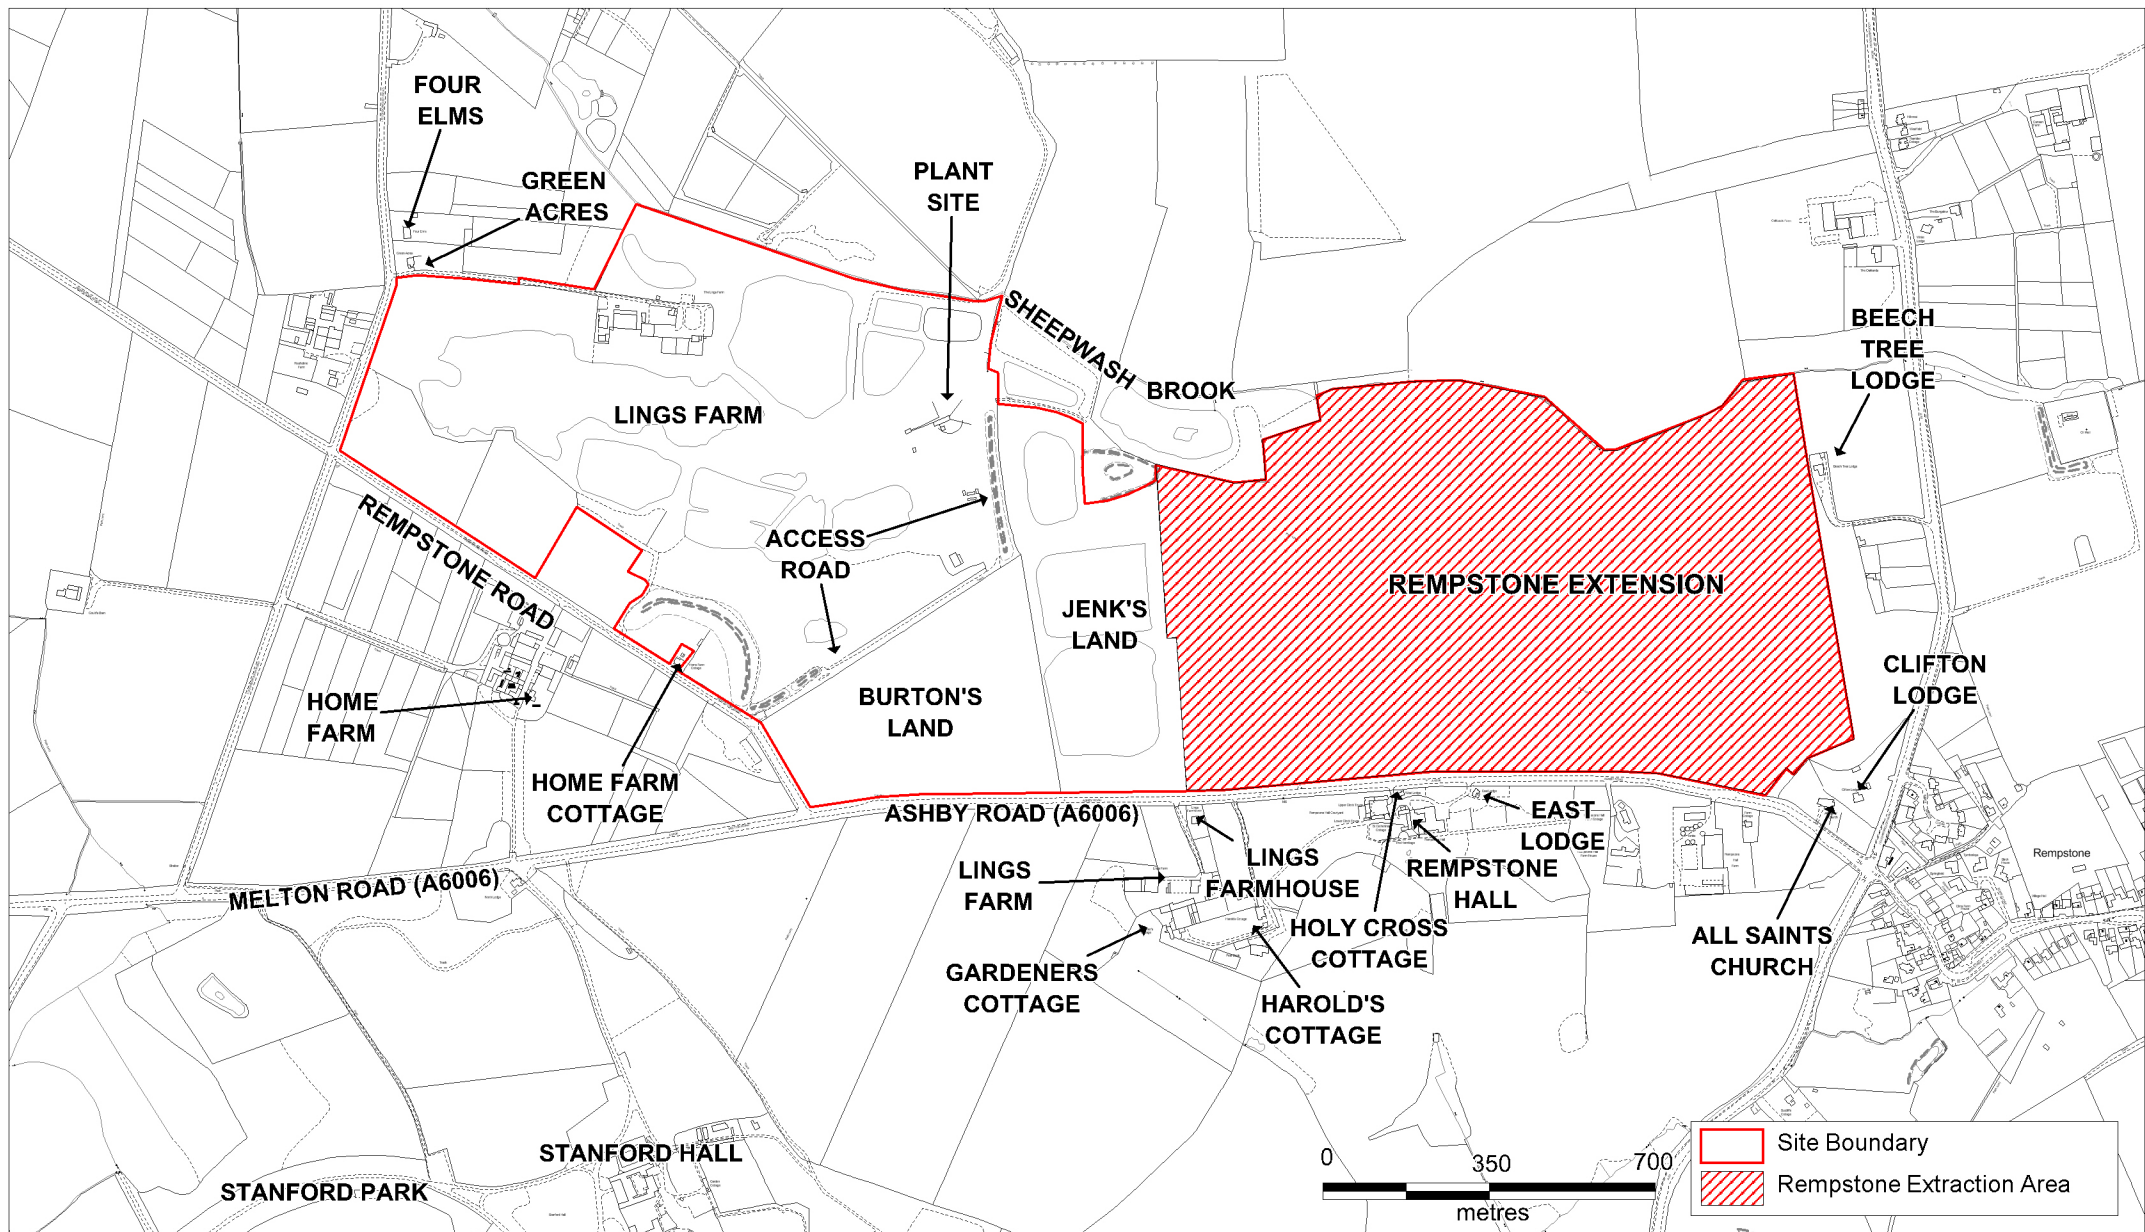 FOUR
ELMS
GREEN
ACRES
PLANT
SITE
SHEEPWASH
BROOK
BEECH
TREE
LODGE
LINGS FARM
REMPSTONE ROAD
ACCESS
ROAD
REMPSTONE EXTENSION
JENK'S
LAND
CLIFTON
LODGE
HOME
FARM
BURTON'S
LAND
HOME FARM
COTTAGE
ASHBY ROAD (A6006)
EAST
LODGE
Rempstone
LINGS
FARMHOUSE
REMPSTONE
HALL
LINGS
FARM
MELTON ROAD (A6006)
HOLY CROSS
COTTAGE
ALL SAINTS
CHURCH
GARDENERS
COTTAGE
HAROLD'S
COTTAGE
STANFORD HALL
STANFORD PARK
0
350
700
metres
Site Boundary
Rempstone Extraction Area